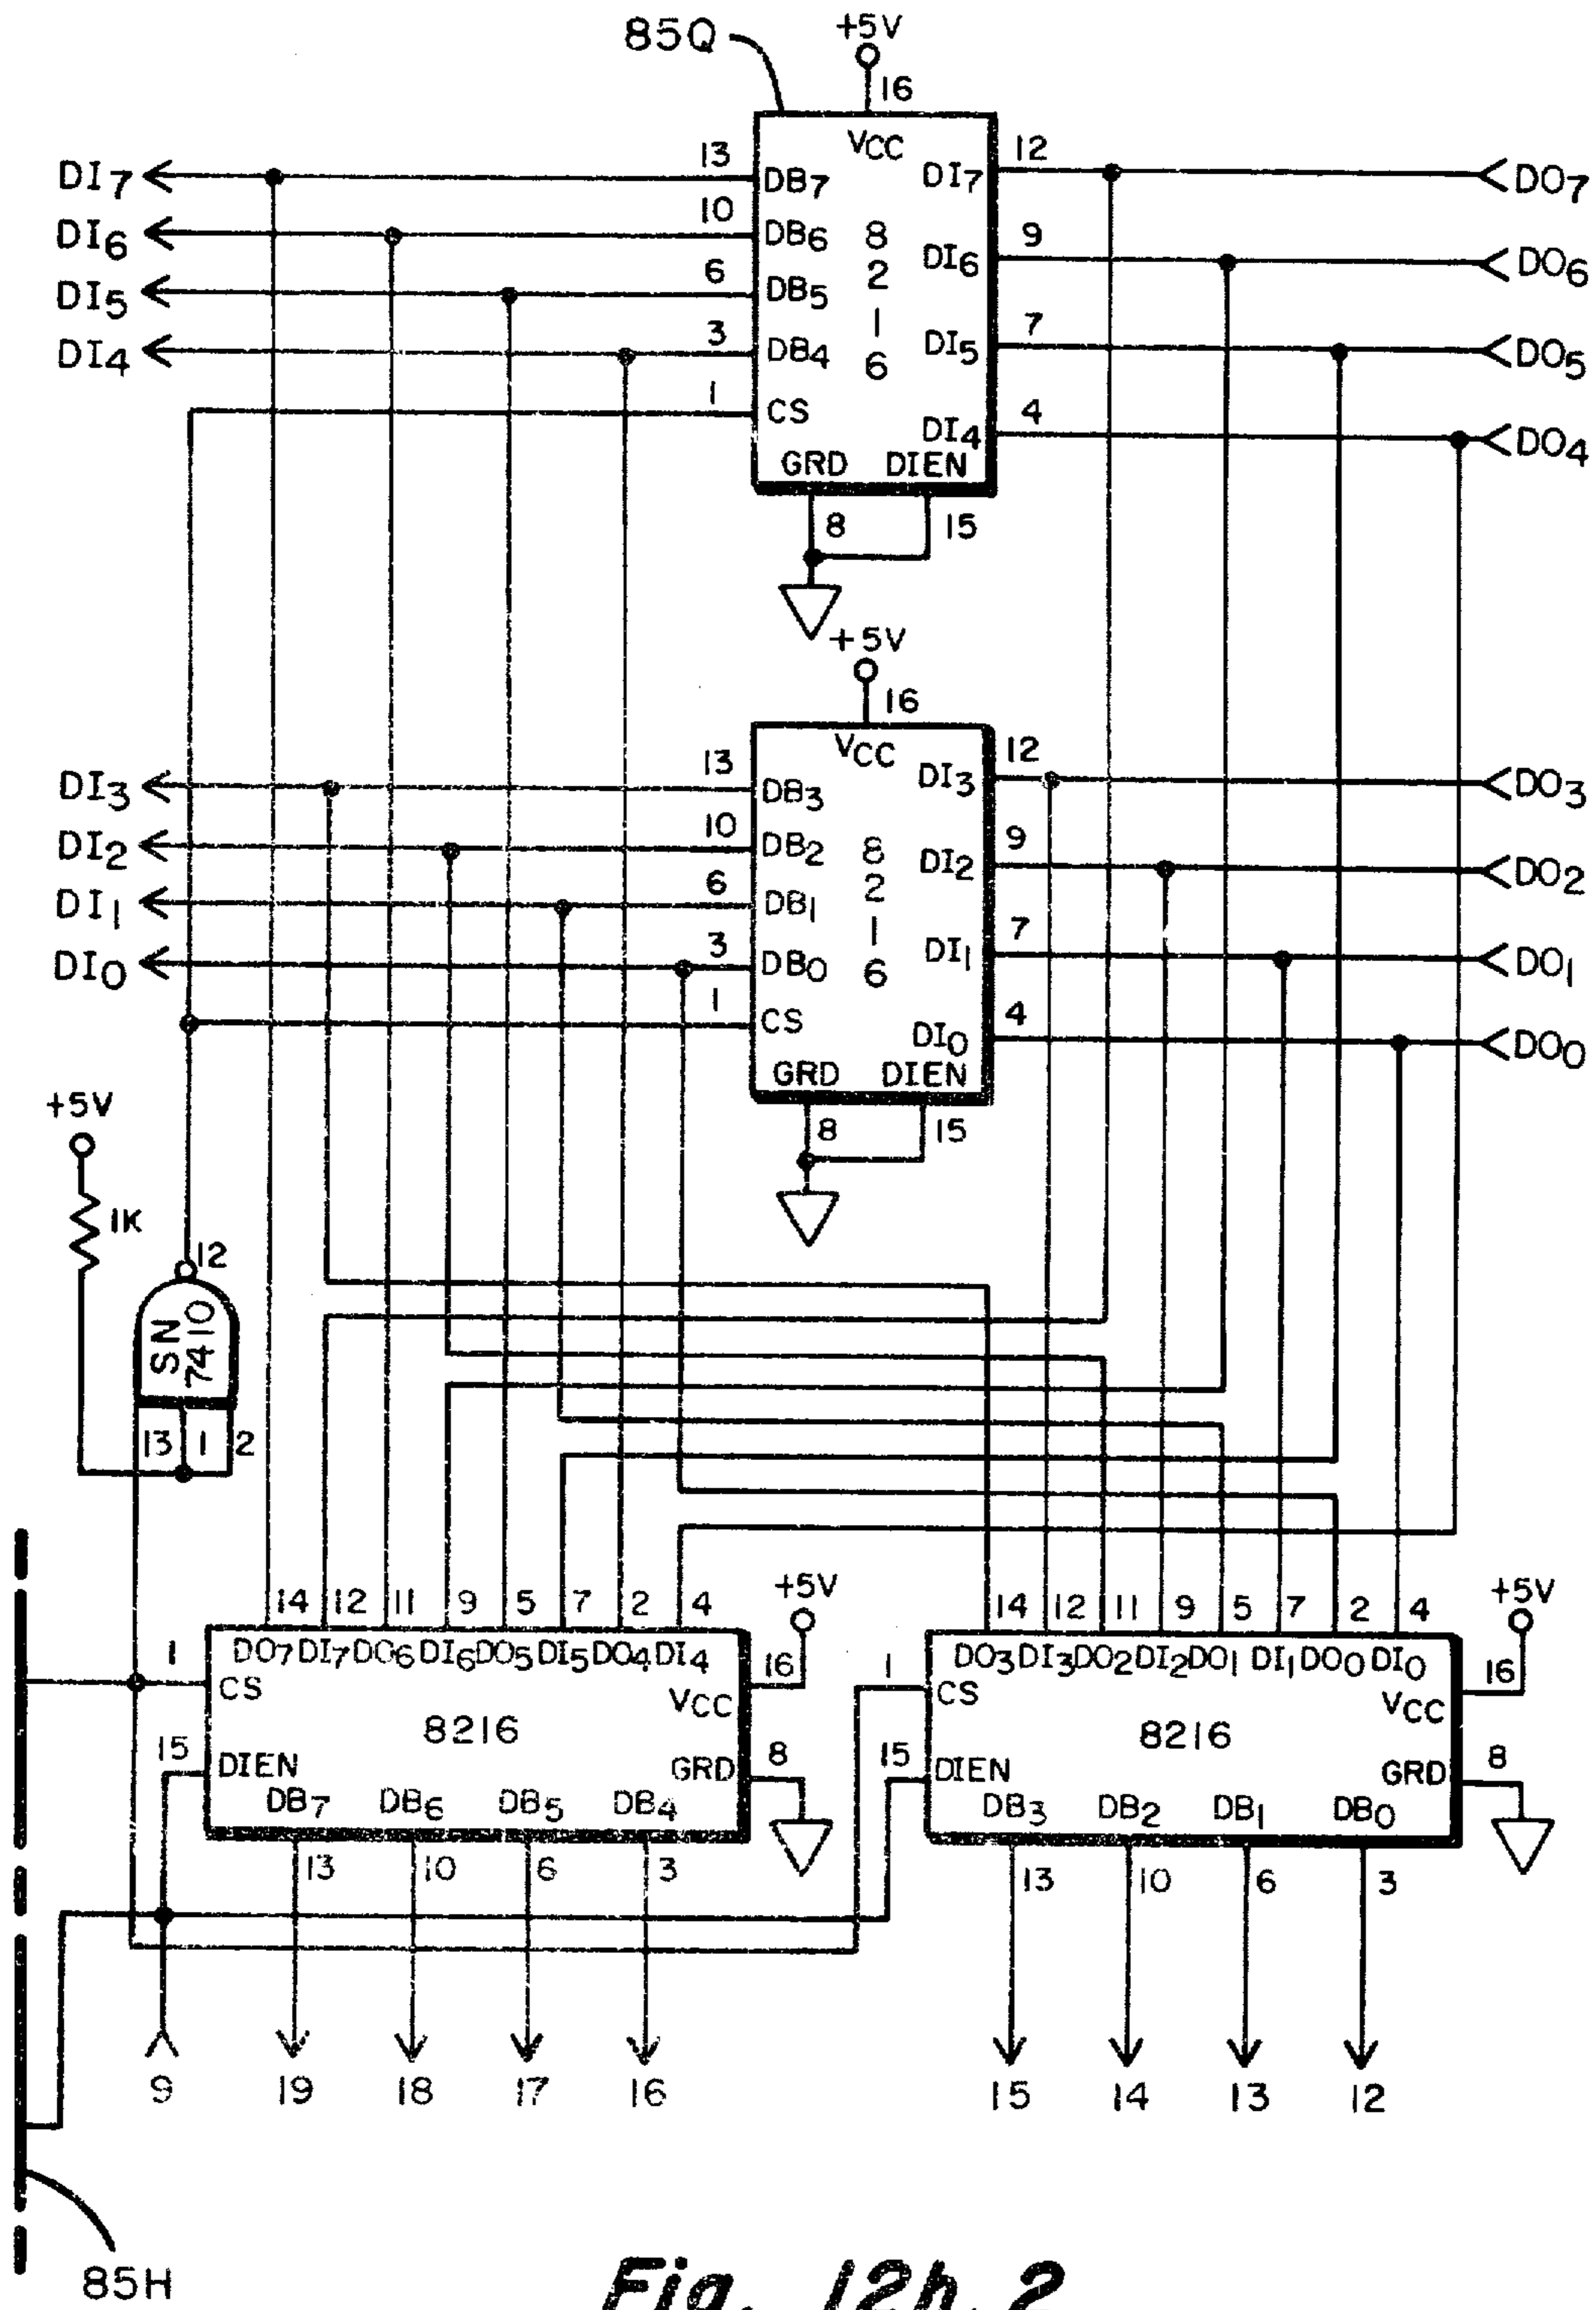 85Q
+5V
16
VCC
DI7
13
DB7
DI7
12
DO7
DI6
10
DB6
8
2
1
6
DI6
9
DO6
DI5
6
DB5
DI5
7
DO5
DI4
3
DB4
DI4
4
DO4
1
CS
GRD DIEN
8
15
+5V
16
VCC
DI3
13
DB3
DI3
12
DO3
DI2
10
DB2
8
2
1
6
DI2
9
DO2
DI1
6
DB1
DI1
7
DO1
DI0
3
DB0
DI0
4
DO0
1
CS
GRD DIEN
8
15
+5V
1K
12
SN
7410
13 1 2
14 12 11 9 5 7 2 4
+5V
14 12 11 9 5 7 2 4
+5V
1
DO7 DI7 DO6 DI6 DO5 DI5 DO4 DI4
16
CS
VCC
8216
15
DIEN
GRD
8
DB7 DB6 DB5 DB4
13 10 6 3
1
DO3 DI3 DO2 DI2 DO1 DI1 DO0 DI0
16
CS
VCC
8216
15
DIEN
GRD
8
DB3 DB2 DB1 DB0
13 10 6 3
9 19 18 17 16
15 14 13 12
85H
Fig. 12h.2